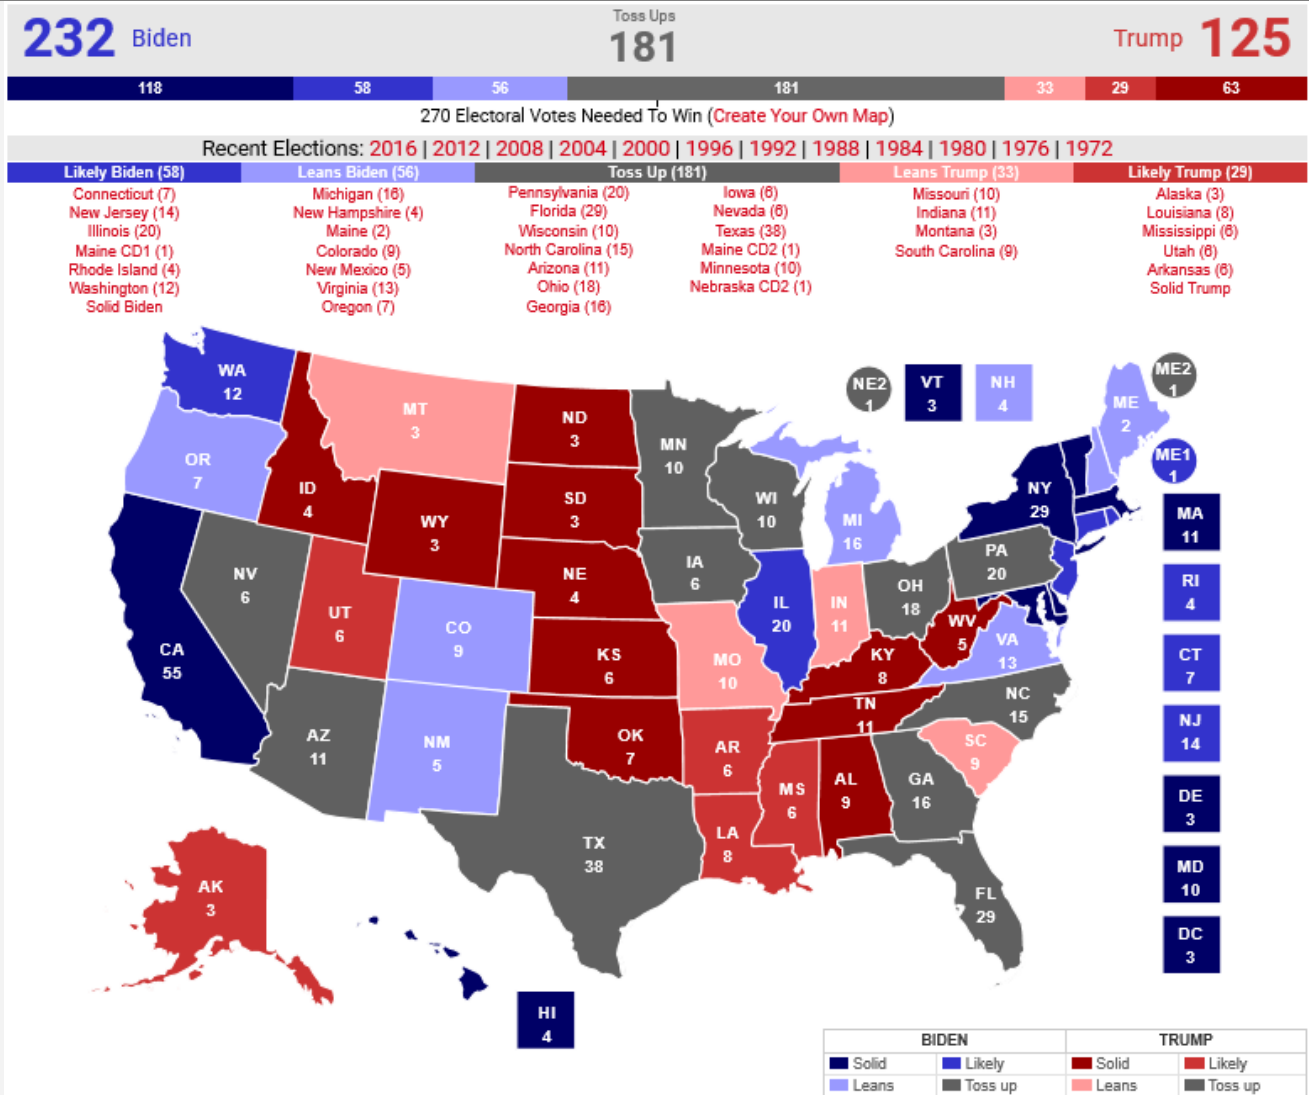 232 Biden
Toss Ups
181
Trump 125
118 58 56 181 33 29 63
270 Electoral Votes Needed To Win (Create Your Own Map)
Recent Elections: 2016 | 2012 | 2008 | 2004 | 2000 | 1996 | 1992 | 1988 | 1984 | 1980 | 1976 | 1972
Likely Biden (58)
Connecticut (7)
New Jersey (14)
Illinois (20)
Maine CD1 (1)
Rhode Island (4)
Washington (12)
Solid Biden
Leans Biden (56)
Michigan (16)
New Hampshire (4)
Maine (2)
Colorado (9)
New Mexico (5)
Virginia (13)
Oregon (7)
Toss Up (181)
Pennsylvania (20)
Florida (29)
Wisconsin (10)
North Carolina (15)
Arizona (11)
Ohio (18)
Georgia (16)
Iowa (6)
Nevada (6)
Texas (38)
Maine CD2 (1)
Minnesota (10)
Nebraska CD2 (1)
Leans Trump (33)
Missouri (10)
Indiana (11)
Montana (3)
South Carolina (9)
Likely Trump (29)
Alaska (3)
Louisiana (8)
Mississippi (6)
Utah (6)
Arkansas (6)
Solid Trump
WA
12
OR
7
ID
4
MT
3
WY
3
ND
3
SD
3
NE
4
MN
10
WI
10
IA
6
MI
16
NE2
1
VT
3
NH
4
ME
2
ME2
1
ME1
1
NY
29
PA
20
CA
55
NV
6
UT
6
CO
9
KS
6
MO
10
IL
20
IN
11
OH
18
WV
5
VA
13
KY
8
TN
11
NC
15
SC
9
AZ
11
NM
5
OK
7
AR
6
MS
6
AL
9
GA
16
TX
38
LA
8
FL
29
AK
3
HI
4
MA
11
RI
4
CT
7
NJ
14
DE
3
MD
10
DC
3
BIDEN TRUMP
Solid Likely Solid Likely
Leans Toss up Leans Toss up